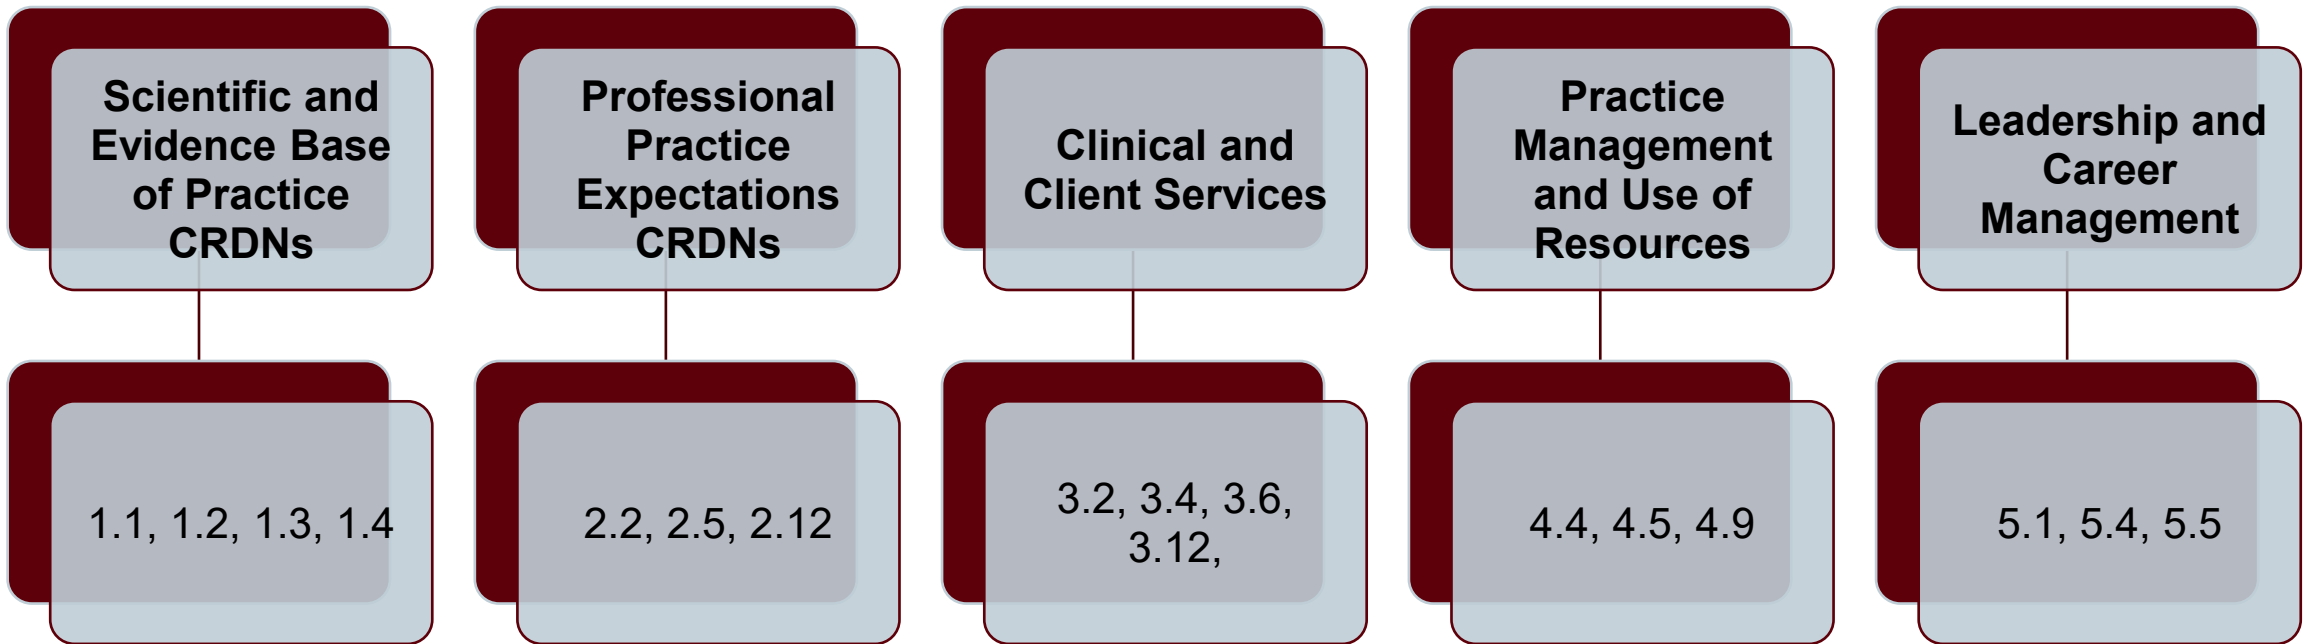 Scientific and
Evidence Base
of Practice
CRDNs
Professional
Practice
Expectations
CRDNs
Clinical and
Client Services
Practice
Management
and Use of
Resources
Leadership and
Career
Management
1.1, 1.2, 1.3, 1.4
2.2, 2.5, 2.12
3.2, 3.4, 3.6,
3.12,
4.4, 4.5, 4.9
5.1, 5.4, 5.5